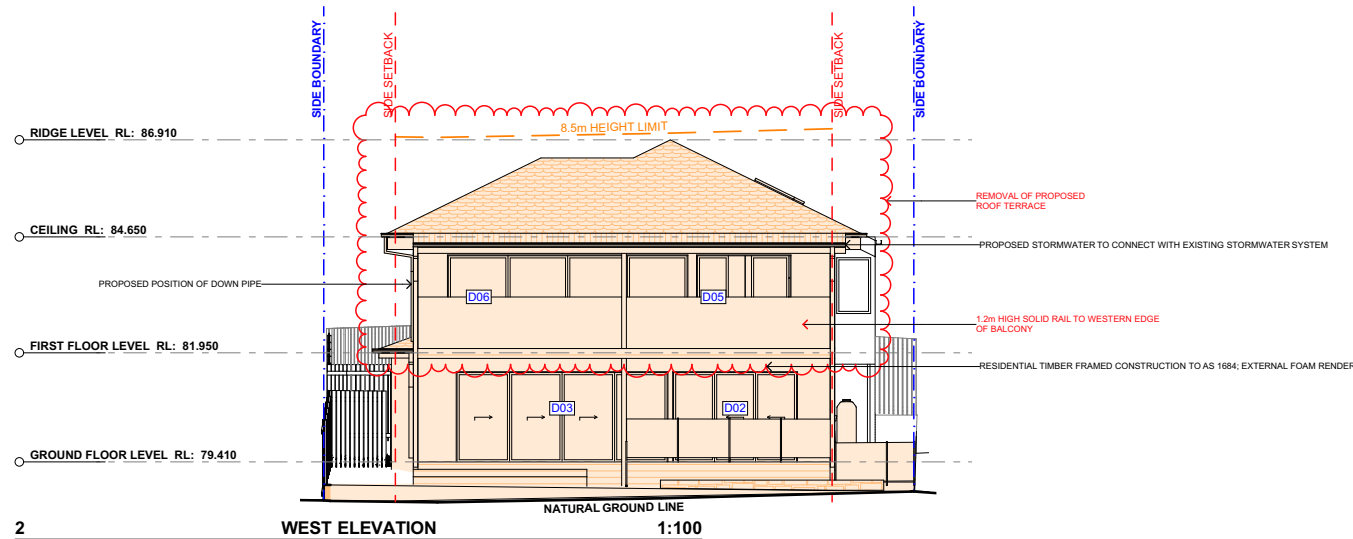 SIDE BOUNDARY
SIDE SETBACK
SIDE SETBACK
SIDE BOUNDARY
RIDGE LEVEL RL: 86.910
8.5m HEIGHT LIMIT
REMOVAL OF PROPOSED
ROOF TERRACE
CEILING RL: 84.650
PROPOSED STORMWATER TO CONNECT WITH EXISTING STORMWATER SYSTEM
PROPOSED POSITION OF DOWN PIPE
D06
D05
1.2m HIGH SOLID RAIL TO WESTERN EDGE
OF BALCONY
FIRST FLOOR LEVEL RL: 81.950
RESIDENTIAL TIMBER FRAMED CONSTRUCTION TO AS 1684; EXTERNAL FOAM RENDER
D03
D02
GROUND FLOOR LEVEL RL: 79.410
NATURAL GROUND LINE
2 WEST ELEVATION 1:100